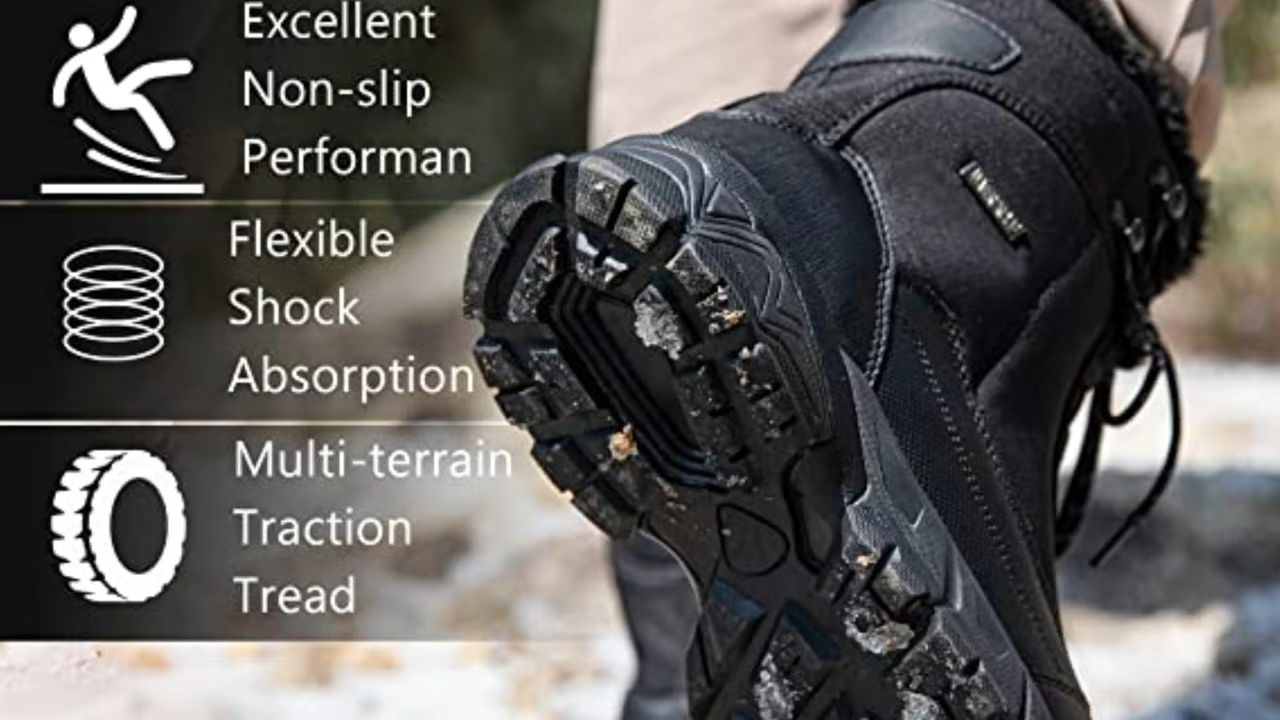 Excellent
Non-slip
Performan
Flexible
Shock
Absorption
Multi-terrain
Traction
Tread